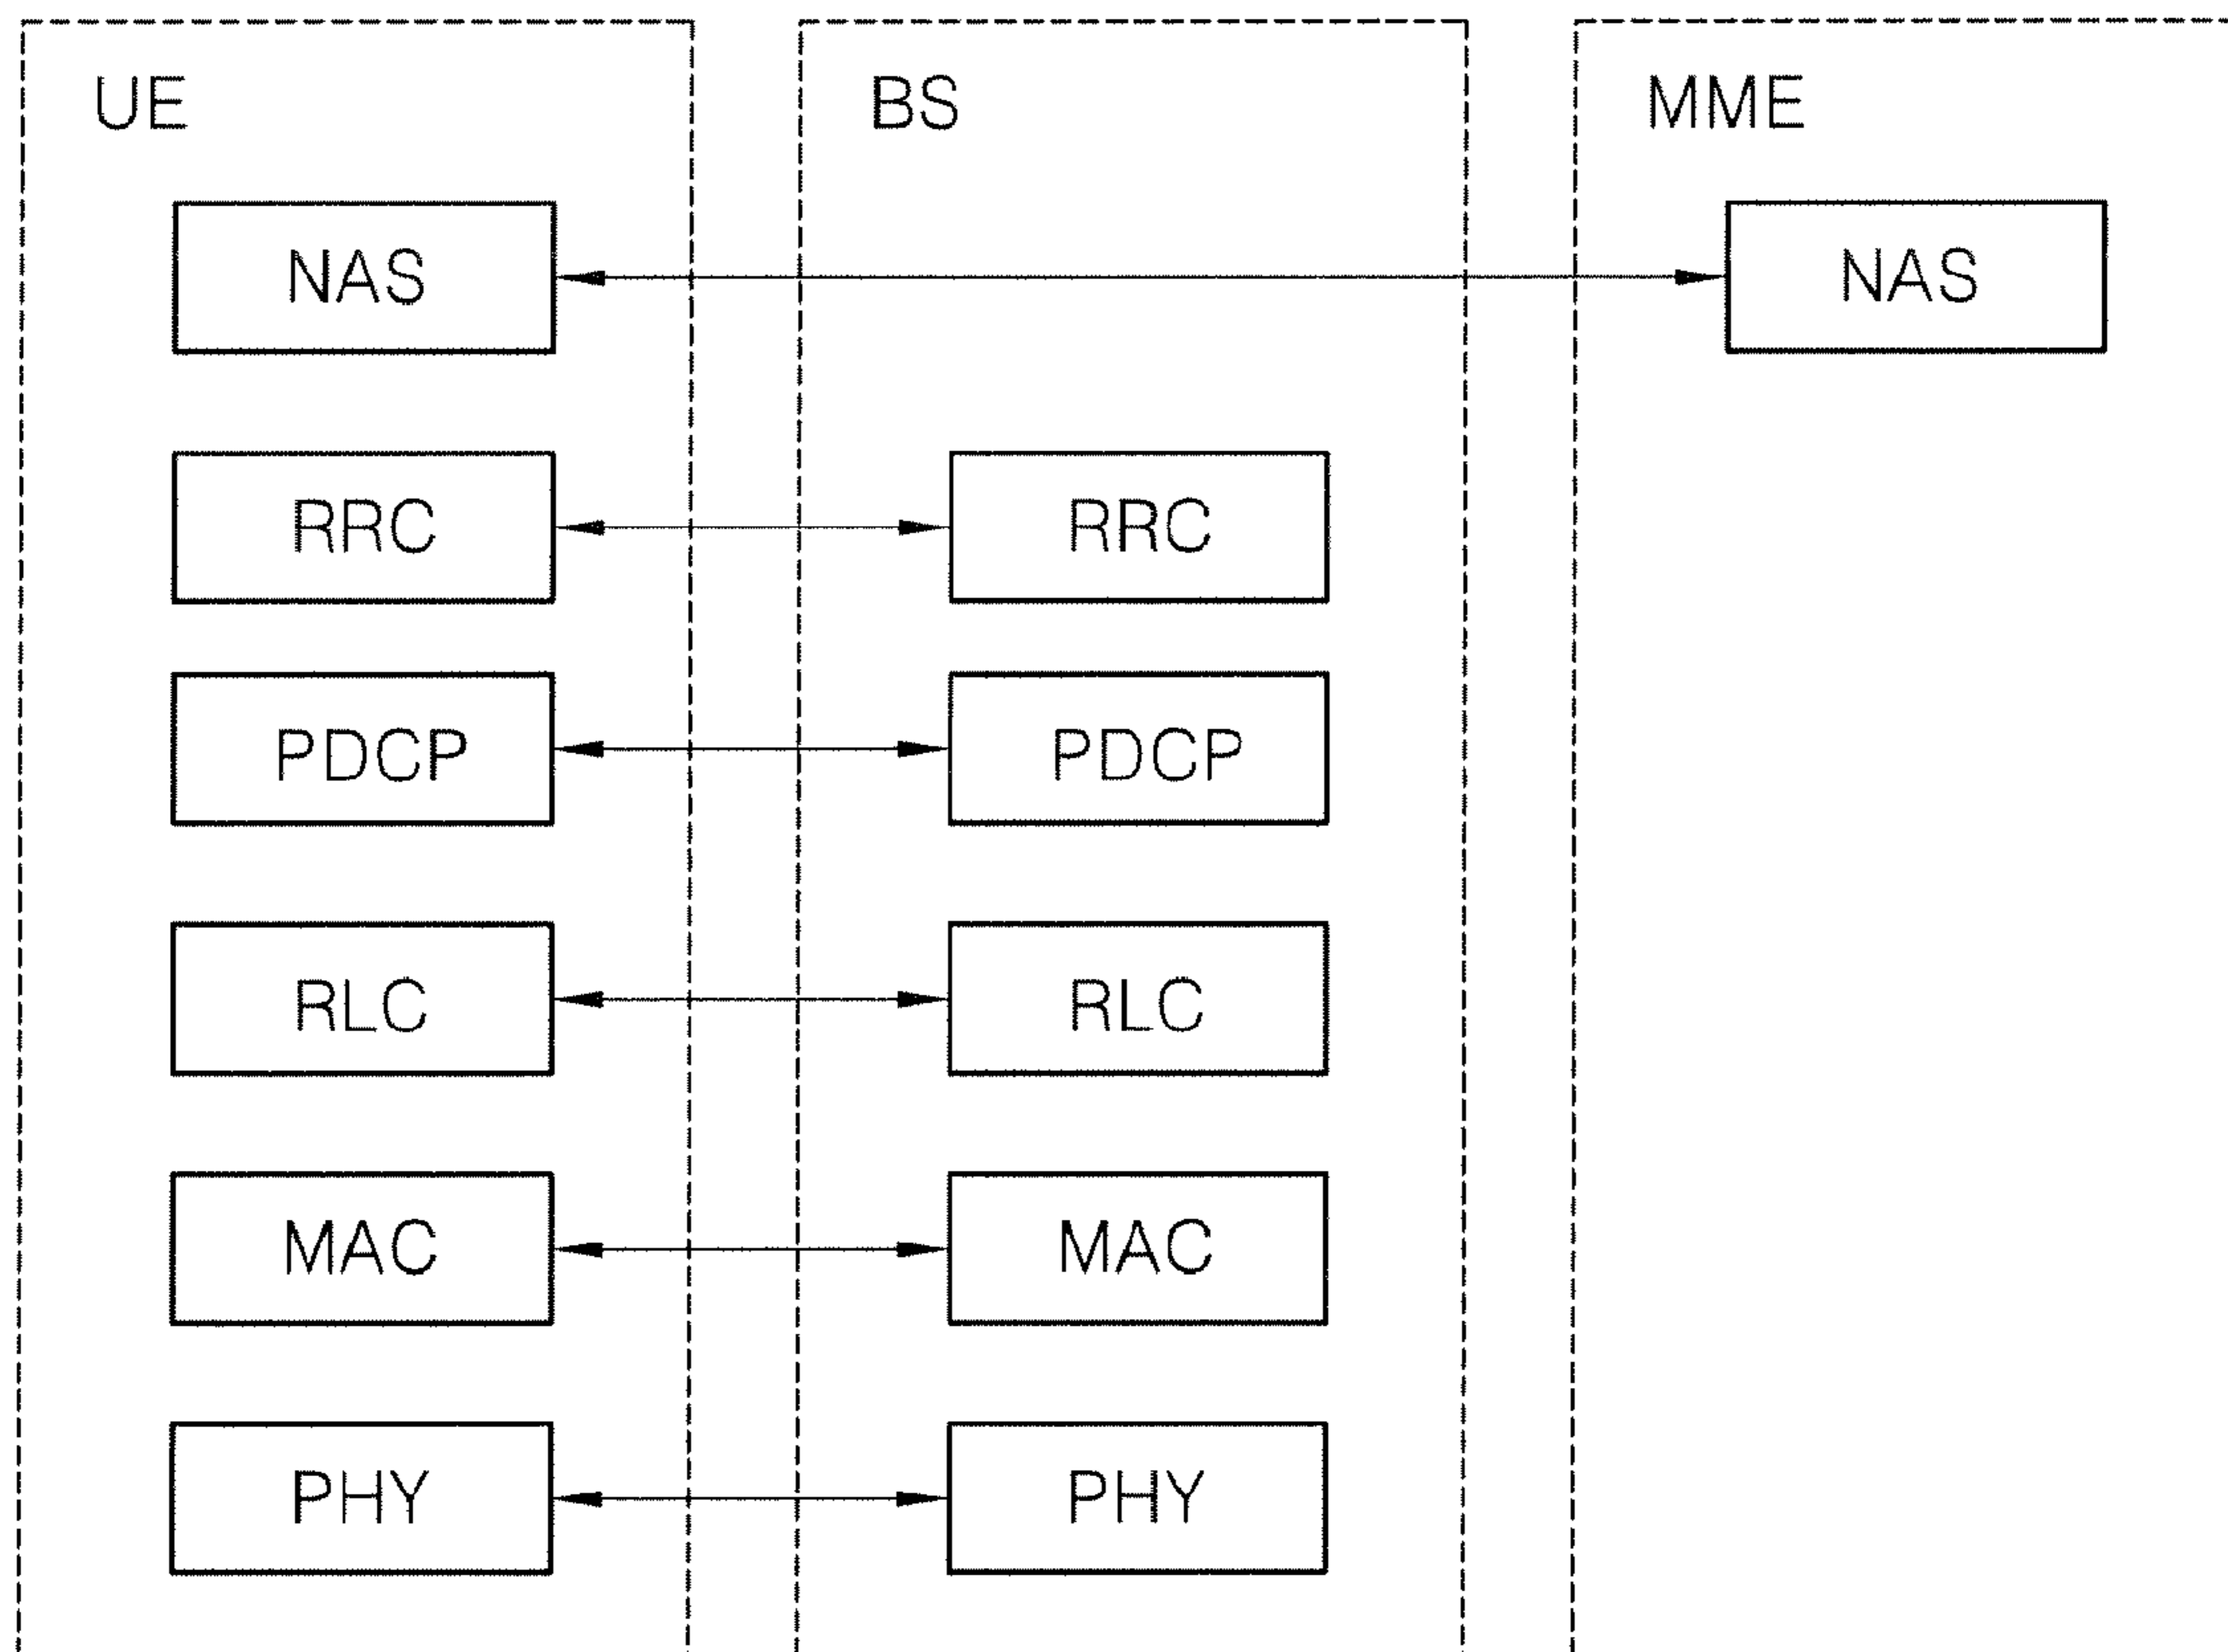 UE BS MME
NAS NAS
RRC RRC
PDCP PDCP
RLC RLC
MAC MAC
PHY PHY